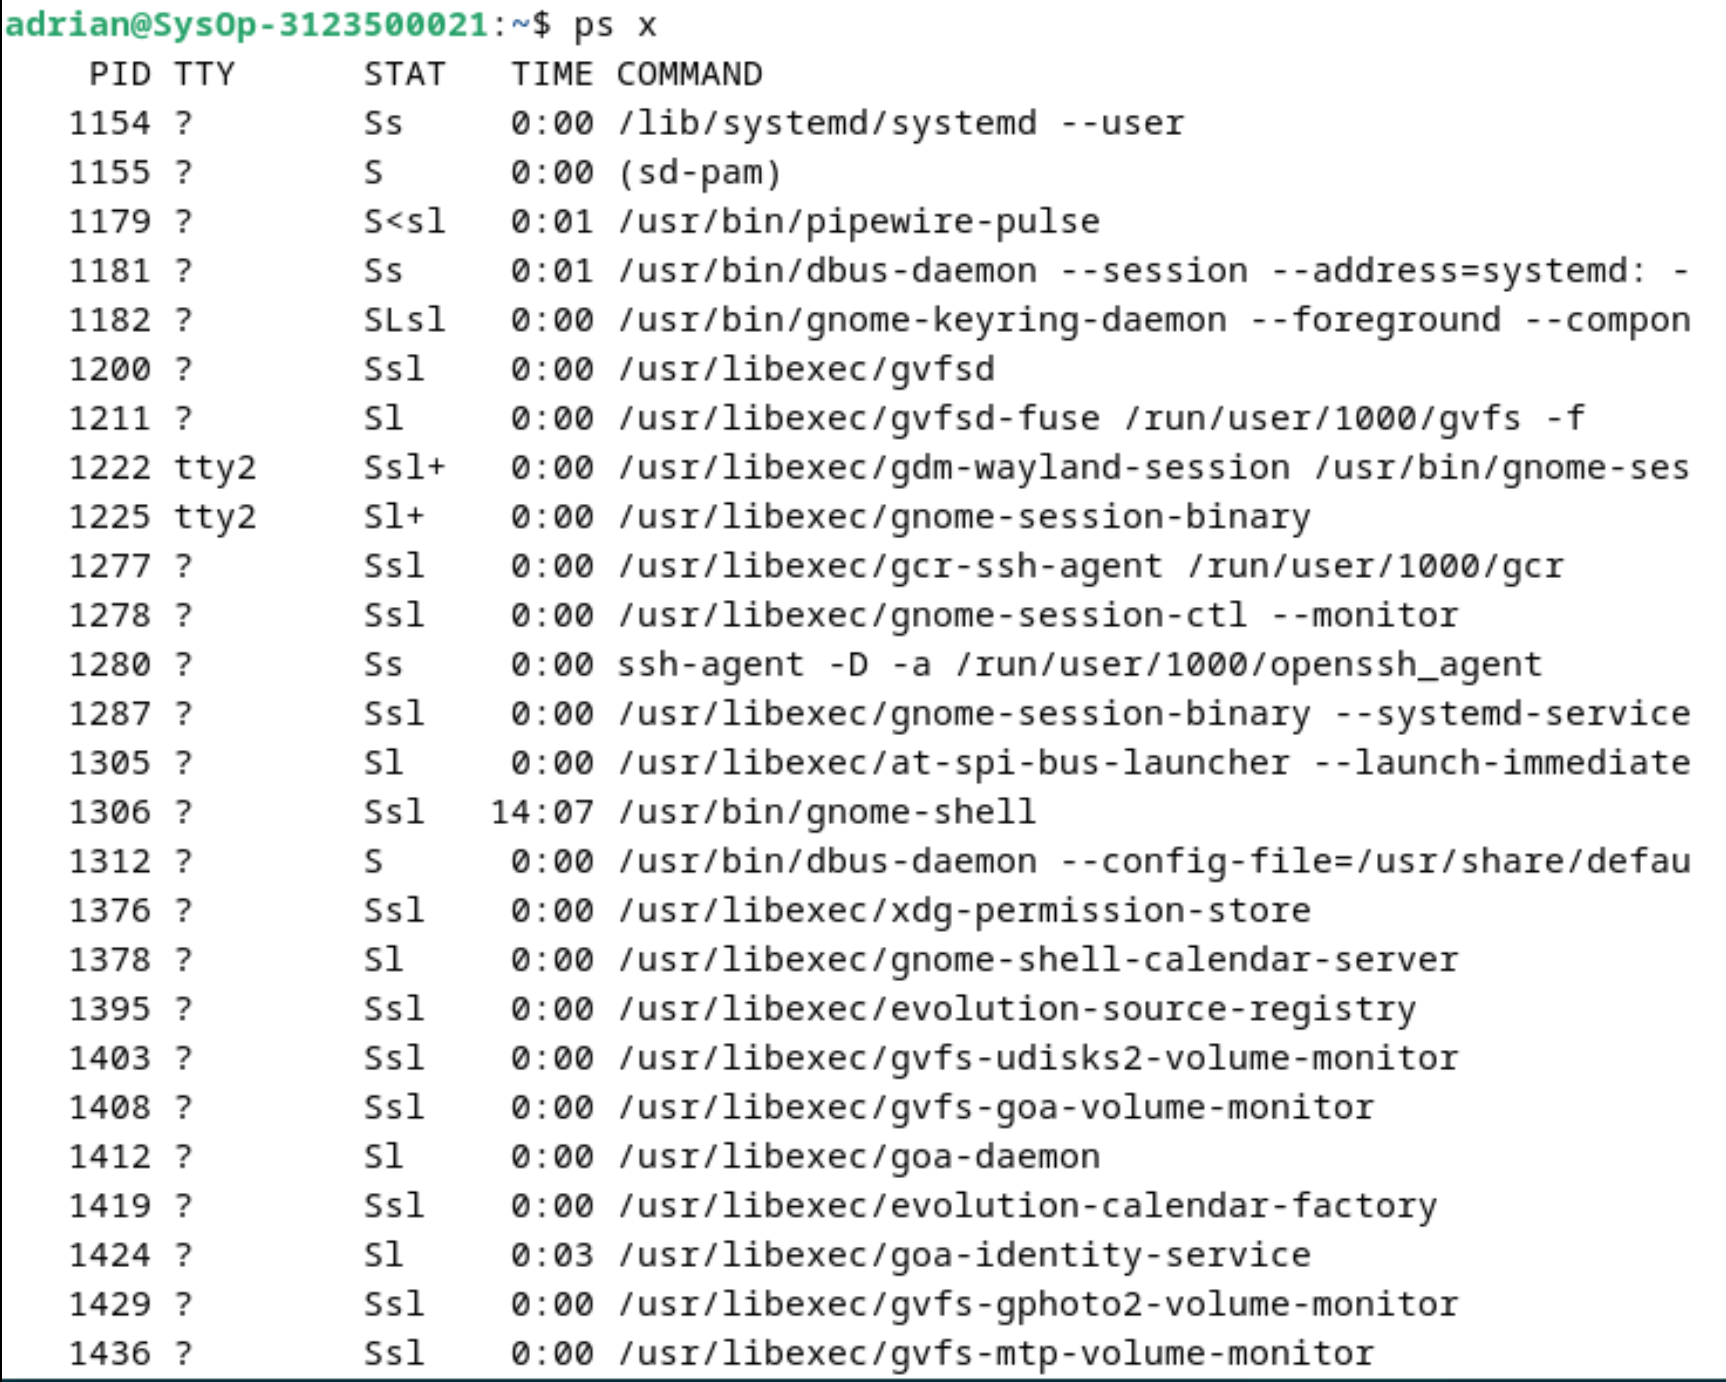 adrian@SysOp-3123500021:~$ ps x
    PID TTY      STAT   TIME COMMAND
   1154 ?        Ss     0:00 /lib/systemd/systemd --user
   1155 ?        S      0:00 (sd-pam)
   1179 ?        S<sl   0:01 /usr/bin/pipewire-pulse
   1181 ?        Ss     0:01 /usr/bin/dbus-daemon --session --address=systemd: -
   1182 ?        SLsl   0:00 /usr/bin/gnome-keyring-daemon --foreground --compon
   1200 ?        Ssl    0:00 /usr/libexec/gvfsd
   1211 ?        Sl     0:00 /usr/libexec/gvfsd-fuse /run/user/1000/gvfs -f
   1222 tty2     Ssl+   0:00 /usr/libexec/gdm-wayland-session /usr/bin/gnome-ses
   1225 tty2     Sl+    0:00 /usr/libexec/gnome-session-binary
   1277 ?        Ssl    0:00 /usr/libexec/gcr-ssh-agent /run/user/1000/gcr
   1278 ?        Ssl    0:00 /usr/libexec/gnome-session-ctl --monitor
   1280 ?        Ss     0:00 ssh-agent -D -a /run/user/1000/openssh_agent
   1287 ?        Ssl    0:00 /usr/libexec/gnome-session-binary --systemd-service
   1305 ?        Sl     0:00 /usr/libexec/at-spi-bus-launcher --launch-immediate
   1306 ?        Ssl   14:07 /usr/bin/gnome-shell
   1312 ?        S      0:00 /usr/bin/dbus-daemon --config-file=/usr/share/defau
   1376 ?        Ssl    0:00 /usr/libexec/xdg-permission-store
   1378 ?        Sl     0:00 /usr/libexec/gnome-shell-calendar-server
   1395 ?        Ssl    0:00 /usr/libexec/evolution-source-registry
   1403 ?        Ssl    0:00 /usr/libexec/gvfs-udisks2-volume-monitor
   1408 ?        Ssl    0:00 /usr/libexec/gvfs-goa-volume-monitor
   1412 ?        Sl     0:00 /usr/libexec/goa-daemon
   1419 ?        Ssl    0:00 /usr/libexec/evolution-calendar-factory
   1424 ?        Sl     0:03 /usr/libexec/goa-identity-service
   1429 ?        Ssl    0:00 /usr/libexec/gvfs-gphoto2-volume-monitor
   1436 ?        Ssl    0:00 /usr/libexec/gvfs-mtp-volume-monitor